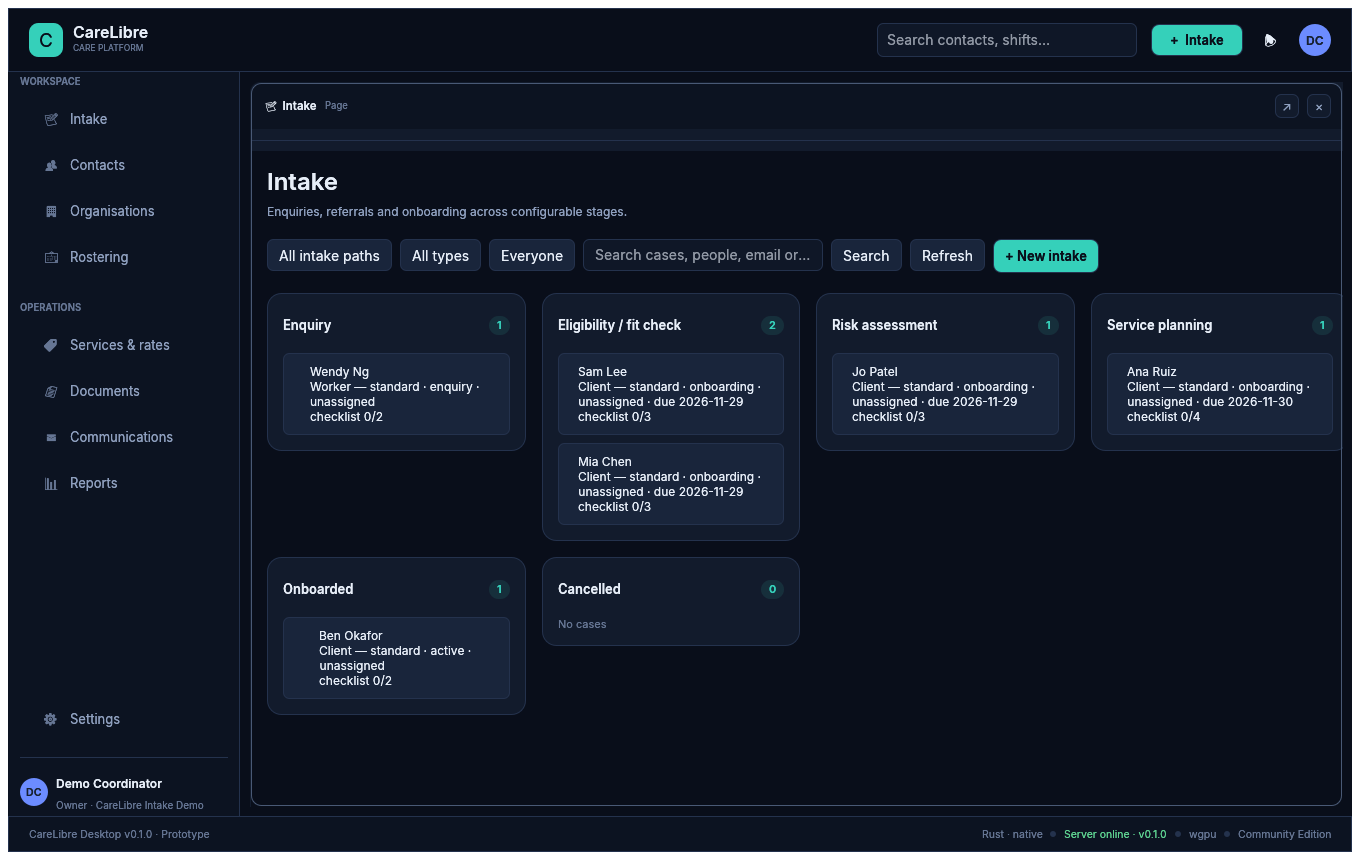 C
CareLibre
CARE PLATFORM
Search contacts, shifts...
+ Intake
DC
WORKSPACE
Intake
Contacts
Organisations
Rostering
OPERATIONS
Services & rates
Documents
Communications
Reports
Settings
DC
Demo Coordinator
Owner · CareLibre Intake Demo
Intake Page
Intake
Enquiries, referrals and onboarding across configurable stages.
All intake paths
All types
Everyone
Search cases, people, email or...
Search
Refresh
+ New intake
Enquiry 1
Wendy Ng
Worker — standard · enquiry ·
unassigned
checklist 0/2
Eligibility / fit check 2
Sam Lee
Client — standard · onboarding ·
unassigned · due 2026-11-29
checklist 0/3
Mia Chen
Client — standard · onboarding ·
unassigned · due 2026-11-29
checklist 0/3
Risk assessment 1
Jo Patel
Client — standard · onboarding ·
unassigned · due 2026-11-29
checklist 0/3
Service planning 1
Ana Ruiz
Client — standard · onboarding ·
unassigned · due 2026-11-30
checklist 0/4
Onboarded 1
Ben Okafor
Client — standard · active ·
unassigned
checklist 0/2
Cancelled 0
No cases
CareLibre Desktop v0.1.0 · Prototype
Rust · native
Server online · v0.1.0
wgpu
Community Edition